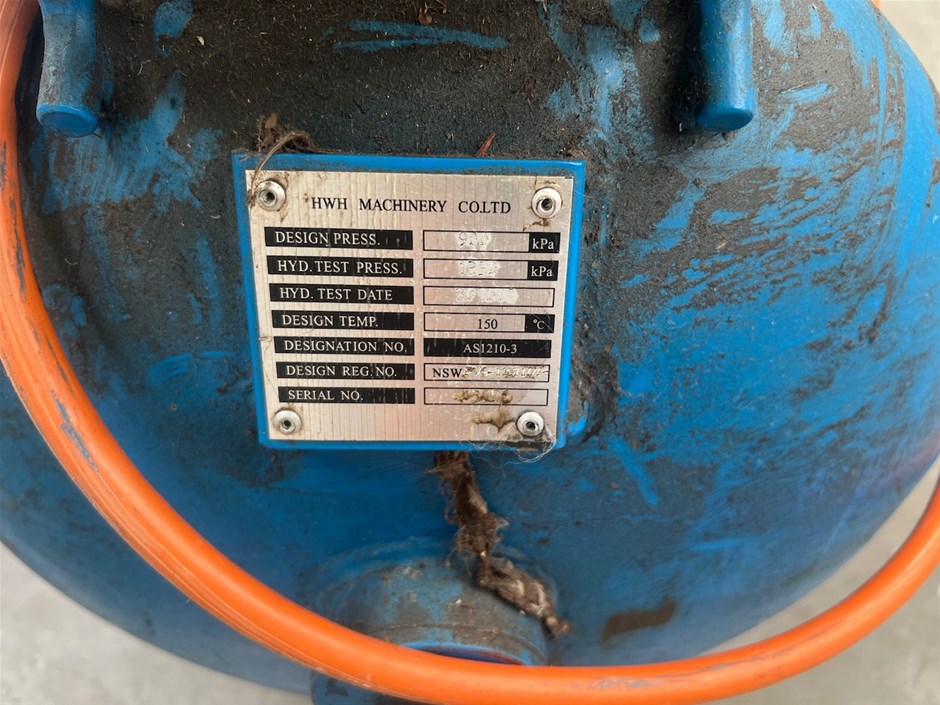 HWH MACHINERY CO.LTD
DESIGN PRESS. kPa
HYD. TEST PRESS. kPa
HYD. TEST DATE
DESIGN TEMP. 150 °C
DESIGNATION NO. AS1210-3
DESIGN REG. NO. NSW
SERIAL NO.